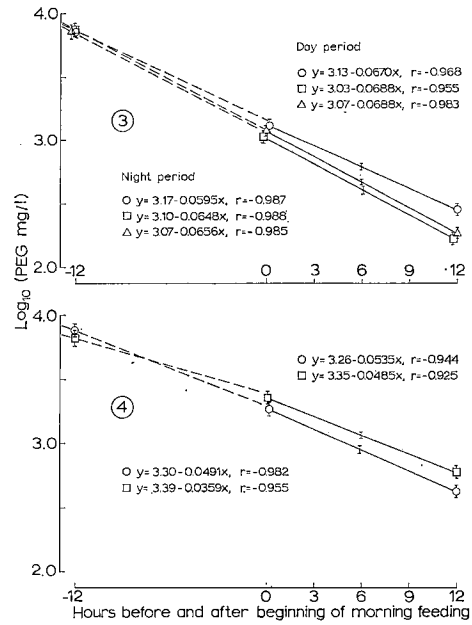 4.0
Day period
○ y= 3.13-0.0670x, r=-0.968
□ y= 3.03-0.0688x, r=-0.955
△ y= 3.07-0.0688x, r=-0.983
③
3.0
Night period
○ y= 3.17-0.0595x, r=-0.987
□ y= 3.10-0.0648x, r=-0.988
△ y= 3.07-0.0656x, r=-0.985
2.0
-12 0 3 6 9 12
Log10 (PEG mg/l)
4.0
○ y= 3.26-0.0535x, r=-0.944
□ y= 3.35-0.0485x, r=-0.925
④
3.0
○ y= 3.30-0.0491x, r=-0.982
□ y= 3.39-0.0359x, r=-0.955
2.0
-12 0 3 6 9 12
Hours before and after beginning of morning feeding